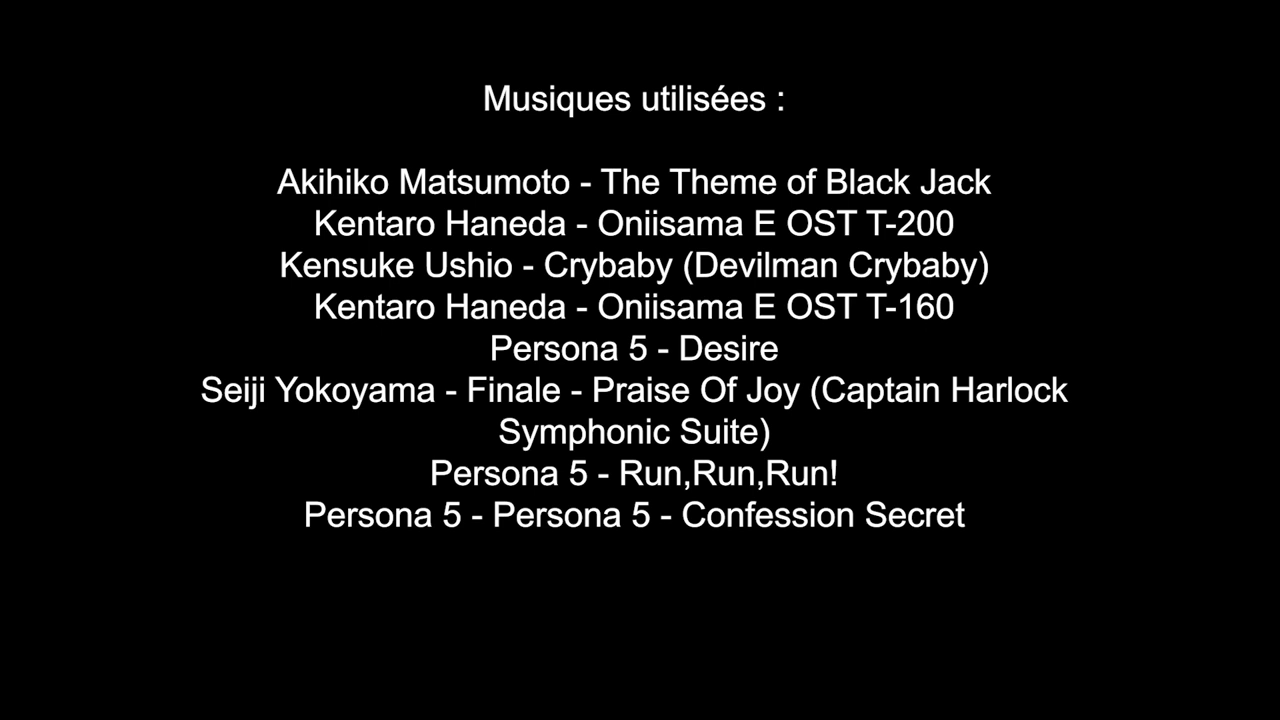 Musiques utilisées :
Akihiko Matsumoto - The Theme of Black Jack
Kentaro Haneda - Oniisama E OST T-200
Kensuke Ushio - Crybaby (Devilman Crybaby)
Kentaro Haneda - Oniisama E OST T-160
Persona 5 - Desire
Seiji Yokoyama - Finale - Praise Of Joy (Captain Harlock
Symphonic Suite)
Persona 5 - Run,Run,Run!
Persona 5 - Persona 5 - Confession Secret